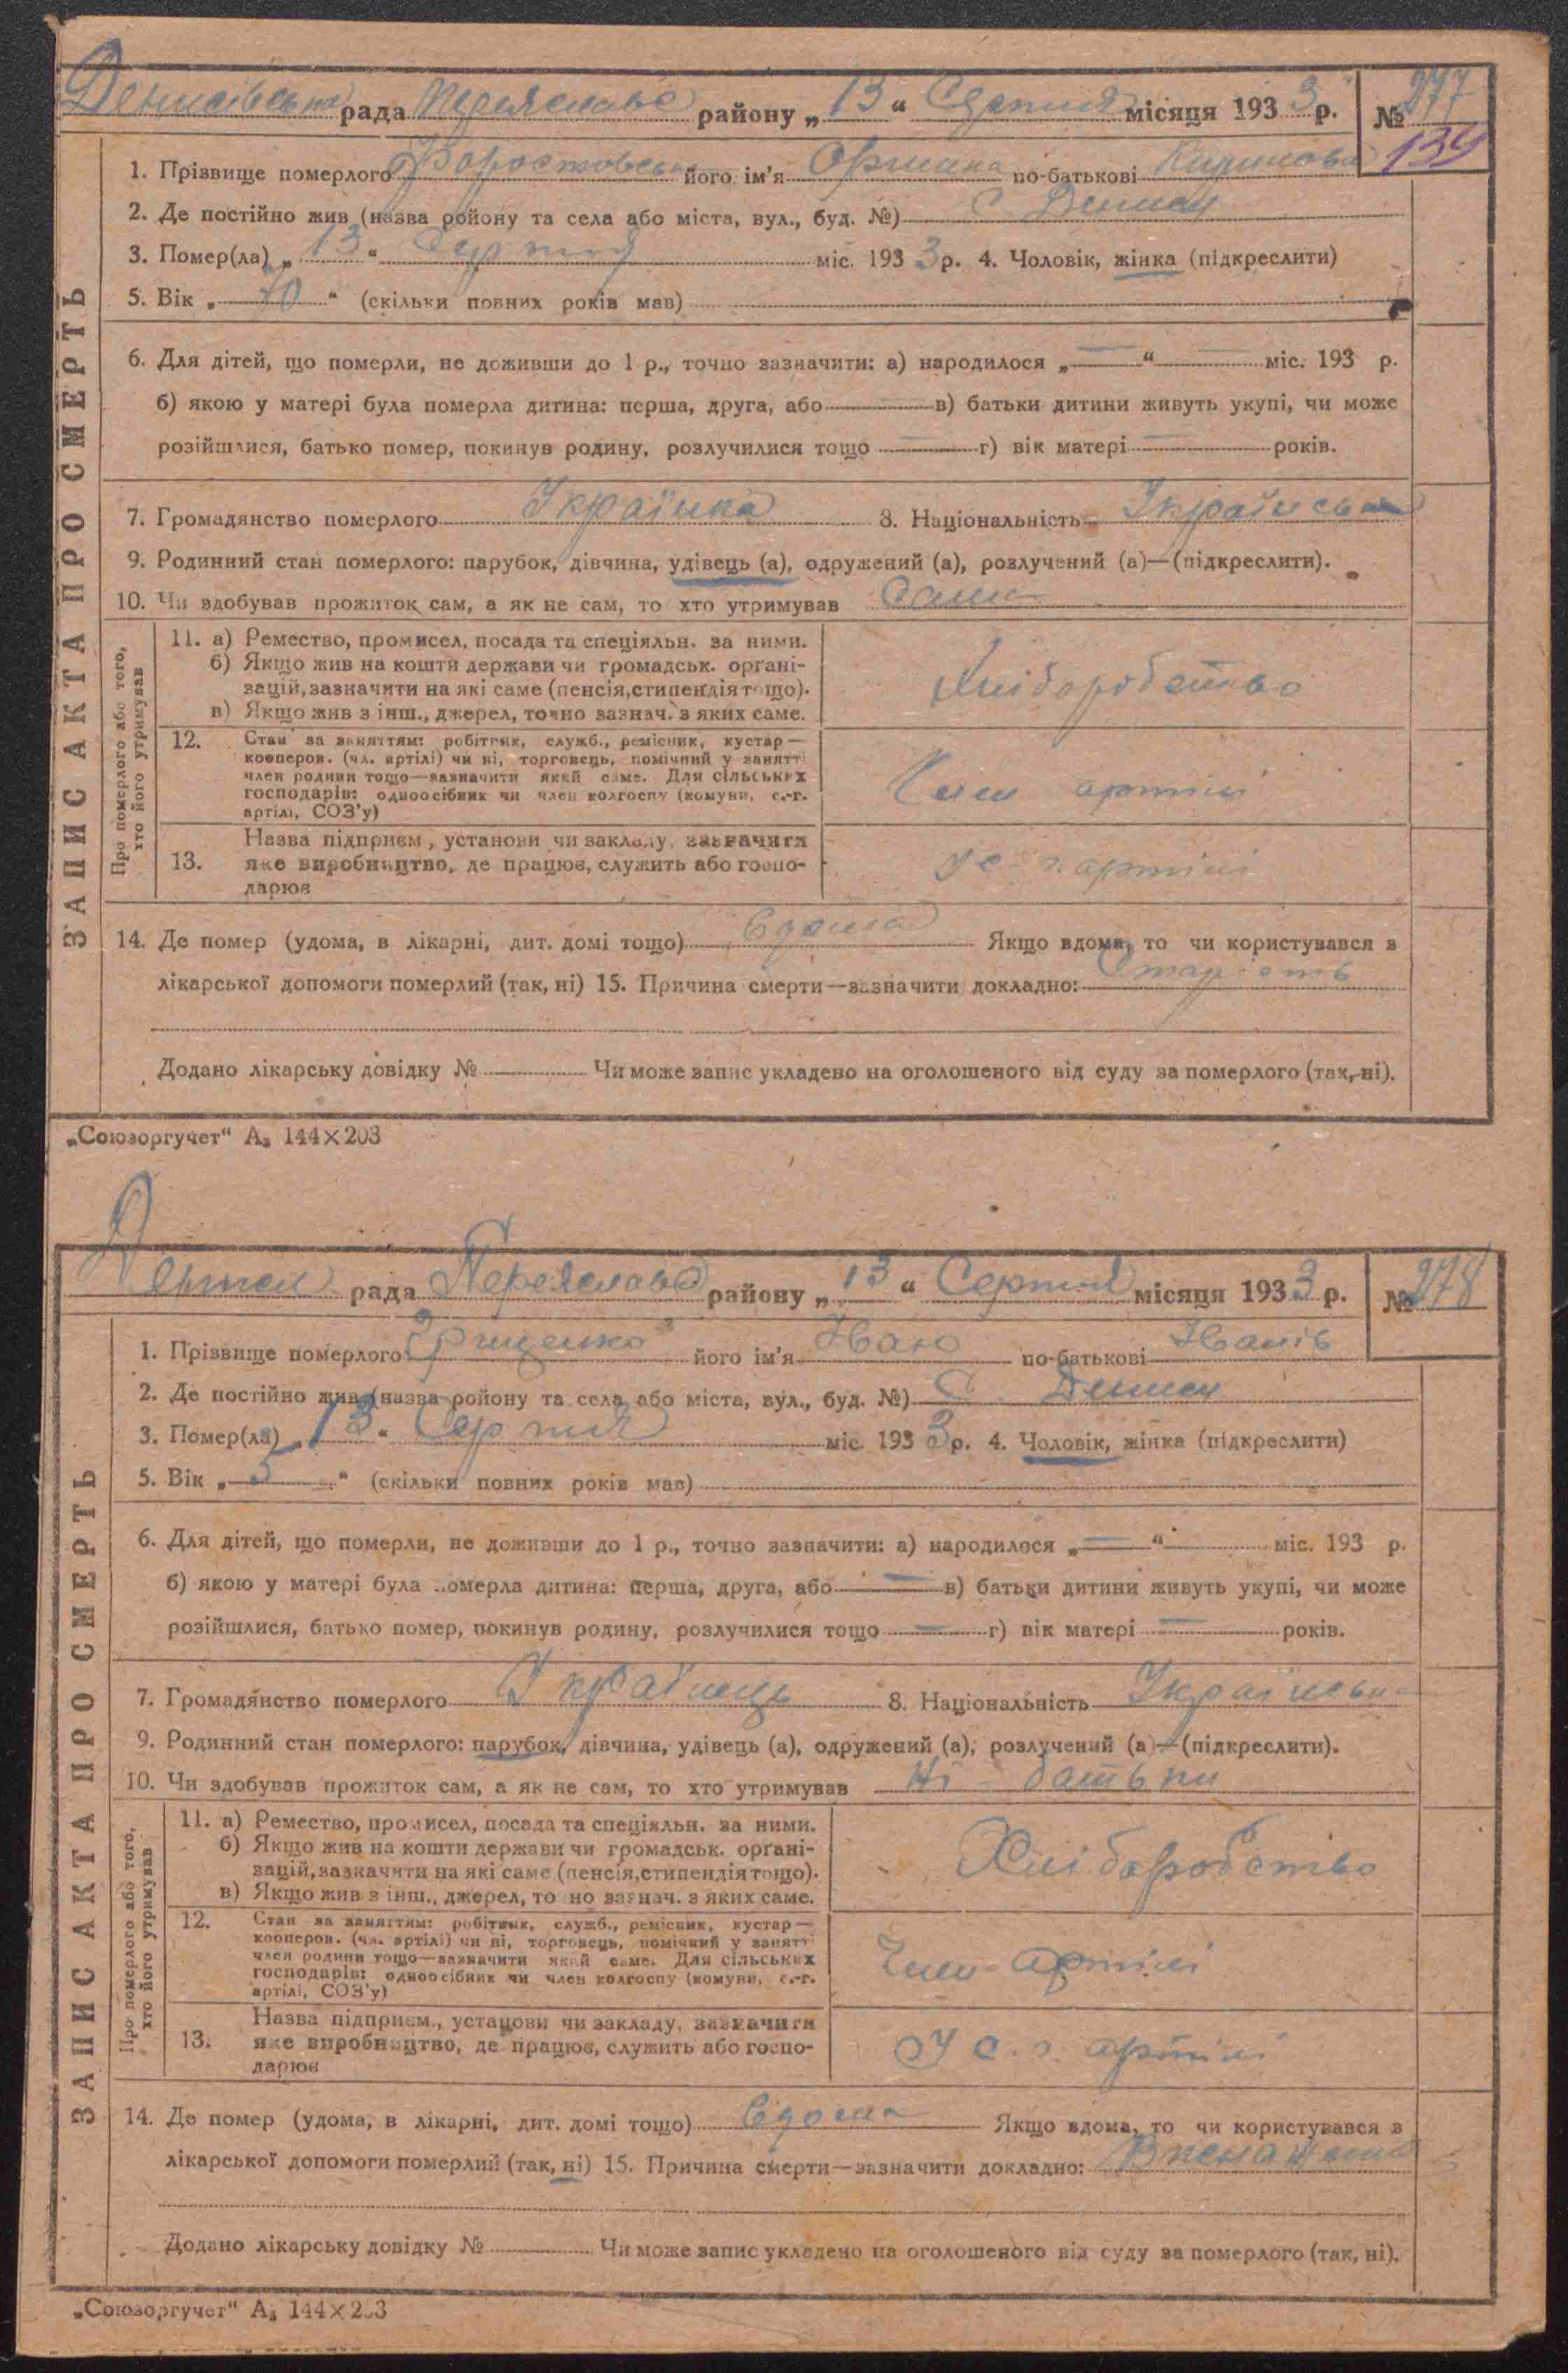 Денисівська рада Переяславс району „13“ Серпня місяця 1933 р. № 277
139
1. Прізвище померлого його ім'я по-батькові
2. Де постійно жив (назва ройону та села або міста, вул., буд. №) С. Дениси
3. Помер(ла) „13“ Серпня міс. 1933 р. 4. Чоловік, жінка (підкреслити)
5. Вік „70“ (скільки повних років мав)
6. Для дітей, що померли, не доживши до 1 р., точно зазначити: а) народилося „—“ — міс. 193 р.
б) якою у матері була померла дитина: перша, друга, або — в) батьки дитини живуть укупі, чи може
розійшлися, батько помер, покинув родину, розлучилися тощо — г) вік матері — років.
7. Громадянство померлого Українка 8. Національність Українська
9. Родинний стан померлого: парубок, дівчина, удівець (а), одружений (а), розлучений (а)—(підкреслити).
10. Чи здобував прожиток сам, а як не сам, то хто утримував Сама
ЗАПИС АКТА ПРО СМЕРТЬ
Про померлого або того, хто його утримував
11. а) Ремество, промисел, посада та спеціяльн. за ними.
б) Якщо жив на кошти держави чи громадськ. орґані-
зацій, зазначити на які саме (пенсія, стипендія тощо).
в) Якщо жив з інш., джерел, точно зазнач. з яких саме.
Хліборобство
12. Стан за заняттям: робітник, служб., ремісник, кустар—
кооперов. (чл. артілі) чи ні, торговець, помічний у занятті
член родини тощо—зазначити який саме. Для сільських
господарів: одноосібник чи член колгоспу (комуни, с.-г.
артілі, СОЗ'у)
Член артілі
13. Назва підприєм., установи чи закладу, зазначити
яке виробництво, де працює, служить або госпо-
дарює
У с. г. артілі
14. Де помер (удома, в лікарні, дит. домі тощо) Вдома Якщо вдома, то чи користувався з
лікарської допомоги померлий (так, ні) 15. Причина смерти—зазначити докладно: Старість
Додано лікарську довідку № Чи може запис укладено на оголошеного від суду за померлого (так, ні).
„Союзоргучет“ А₅ 144×203
рада Переяславс району „13“ Серпня місяця 1933 р. № 278
1. Прізвище померлого Гриценко його ім'я Іван по-батькові Іванів
2. Де постійно жив (назва ройону та села або міста, вул., буд. №) С. Дениси
3. Помер(ла) „13“ Серпня міс. 1933 р. 4. Чоловік, жінка (підкреслити)
5. Вік „5“ (скільки повних років мав)
6. Для дітей, що померли, не доживши до 1 р., точно зазначити: а) народилося „—“ міс. 193 р.
б) якою у матері була померла дитина: перша, друга, або — в) батьки дитини живуть укупі, чи може
розійшлися, батько помер, покинув родину, розлучилися тощо — г) вік матері — років.
7. Громадянство померлого Українець 8. Національність Українська
9. Родинний стан померлого: парубок, дівчина, удівець (а), одружений (а), розлучений (а)—(підкреслити).
10. Чи здобував прожиток сам, а як не сам, то хто утримував Ні - батьки
ЗАПИС АКТА ПРО СМЕРТЬ
Про померлого або того, хто його утримував
11. а) Ремество, промисел, посада та спеціяльн. за ними.
б) Якщо жив на кошти держави чи громадськ. орґані-
зацій, зазначити на які саме (пенсія, стипендія тощо).
в) Якщо жив з інш., джерел, точно зазнач. з яких саме.
Хліборобство
12. Стан за заняттям: робітник, служб., ремісник, кустар—
кооперов. (чл. артілі) чи ні, торговець, помічний у занятті
член родини тощо—зазначити який саме. Для сільських
господарів: одноосібник чи член колгоспу (комуни, с.-г.
артілі, СОЗ'у)
Член артілі
13. Назва підприєм., установи чи закладу, зазначити
яке виробництво, де працює, служить або госпо-
дарює
У с. г. артілі
14. Де помер (удома, в лікарні, дит. домі тощо) Вдома Якщо вдома, то чи користувався з
лікарської допомоги померлий (так, ні) 15. Причина смерти—зазначити докладно:
Додано лікарську довідку № Чи може запис укладено на оголошеного від суду за померлого (так, ні).
„Союзоргучет“ А₅ 144×203